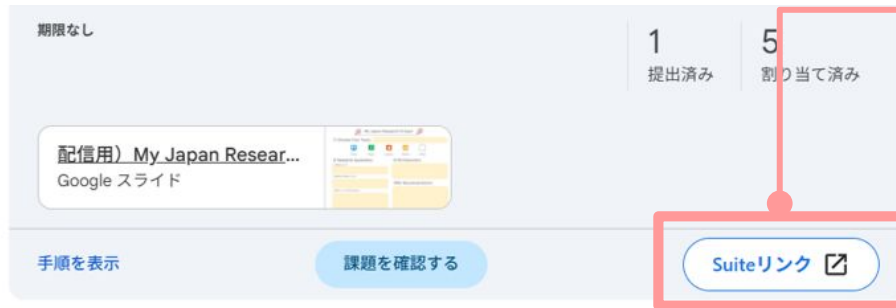 期限なし
1
提出済み
5
割り当て済み
配信用）My Japan Resear...
Google スライド
手順を表示
課題を確認する
Suiteリンク